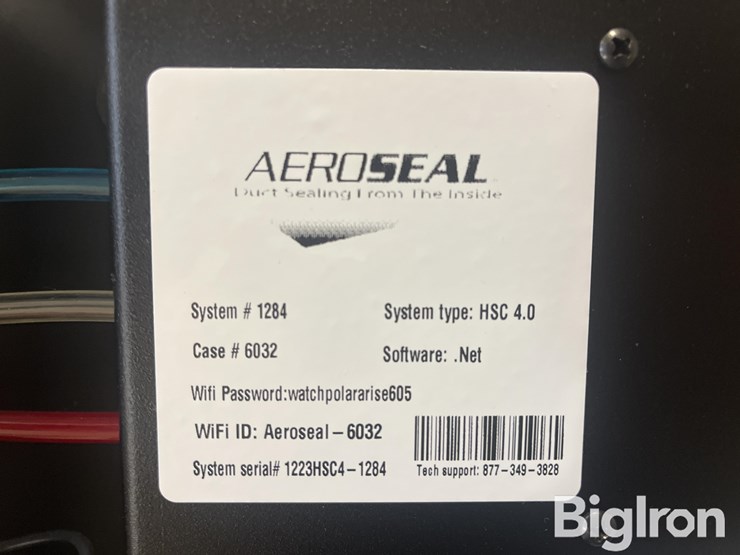 AEROSEAL
Duct Sealing From The Inside
System # 1284
System type: HSC 4.0
Case # 6032
Software: .Net
Wifi Password:watchpolararise605
WiFi ID: Aeroseal-6032
System serial# 1223HSC4-1284
Tech support: 877-349-3828
BigIron